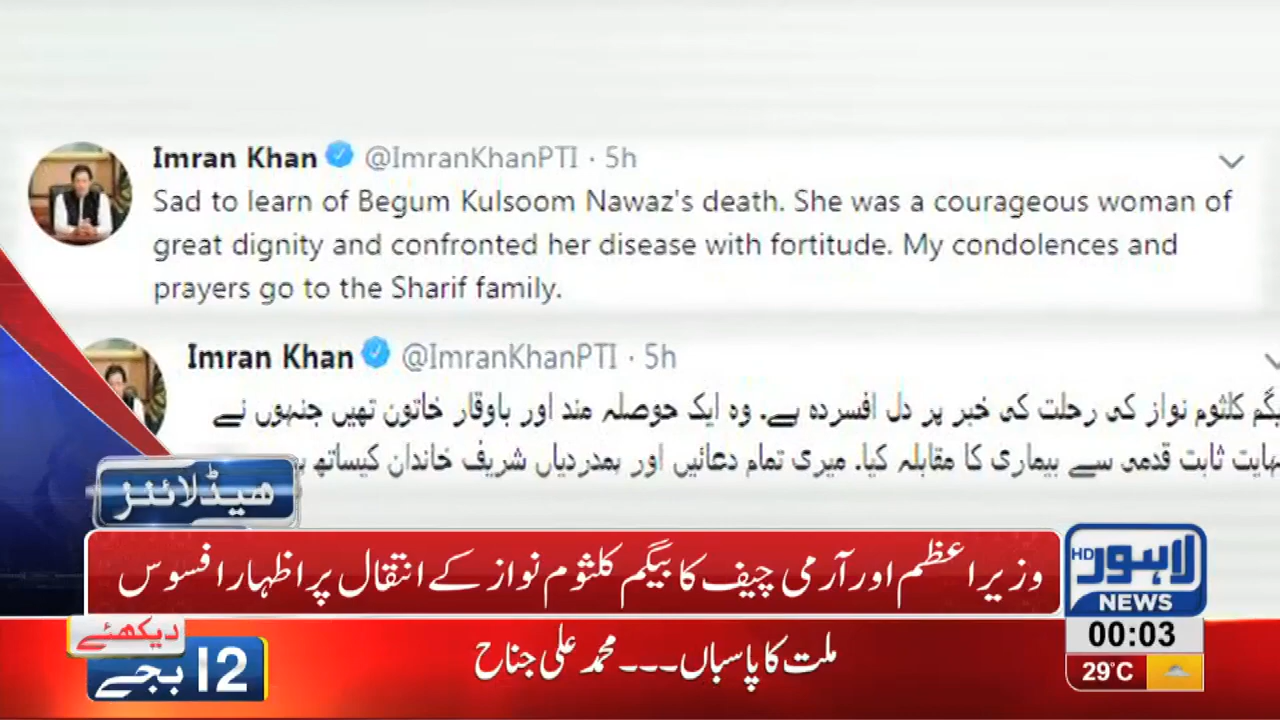 Imran Khan @ImranKhanPTI · 5h
Sad to learn of Begum Kulsoom Nawaz's death. She was a courageous woman of
great dignity and confronted her disease with fortitude. My condolences and
prayers go to the Sharif family.
Imran Khan @ImranKhanPTI · 5h
کلثوم نواز کی رحلت کی خبر پر دل افسردہ ہے۔ وہ ایک حوصلہ مند اور باوقار خاتون تھیں جنہوں نے
ثابت قدمی سے بیماری کا مقابلہ کیا۔ میری تمام دعائیں اور ہمدردیاں شریف خاندان کیساتھ
ہیڈلائنز
وزیراعظم اور آرمی چیف کا بیگم کلثوم نواز کے انتقال پر اظہار افسوس
HD لاہور
NEWS
00:03
29°C
دیکھئے
12 بجے
ملت کا پاسباں۔۔۔محمد علی جناح